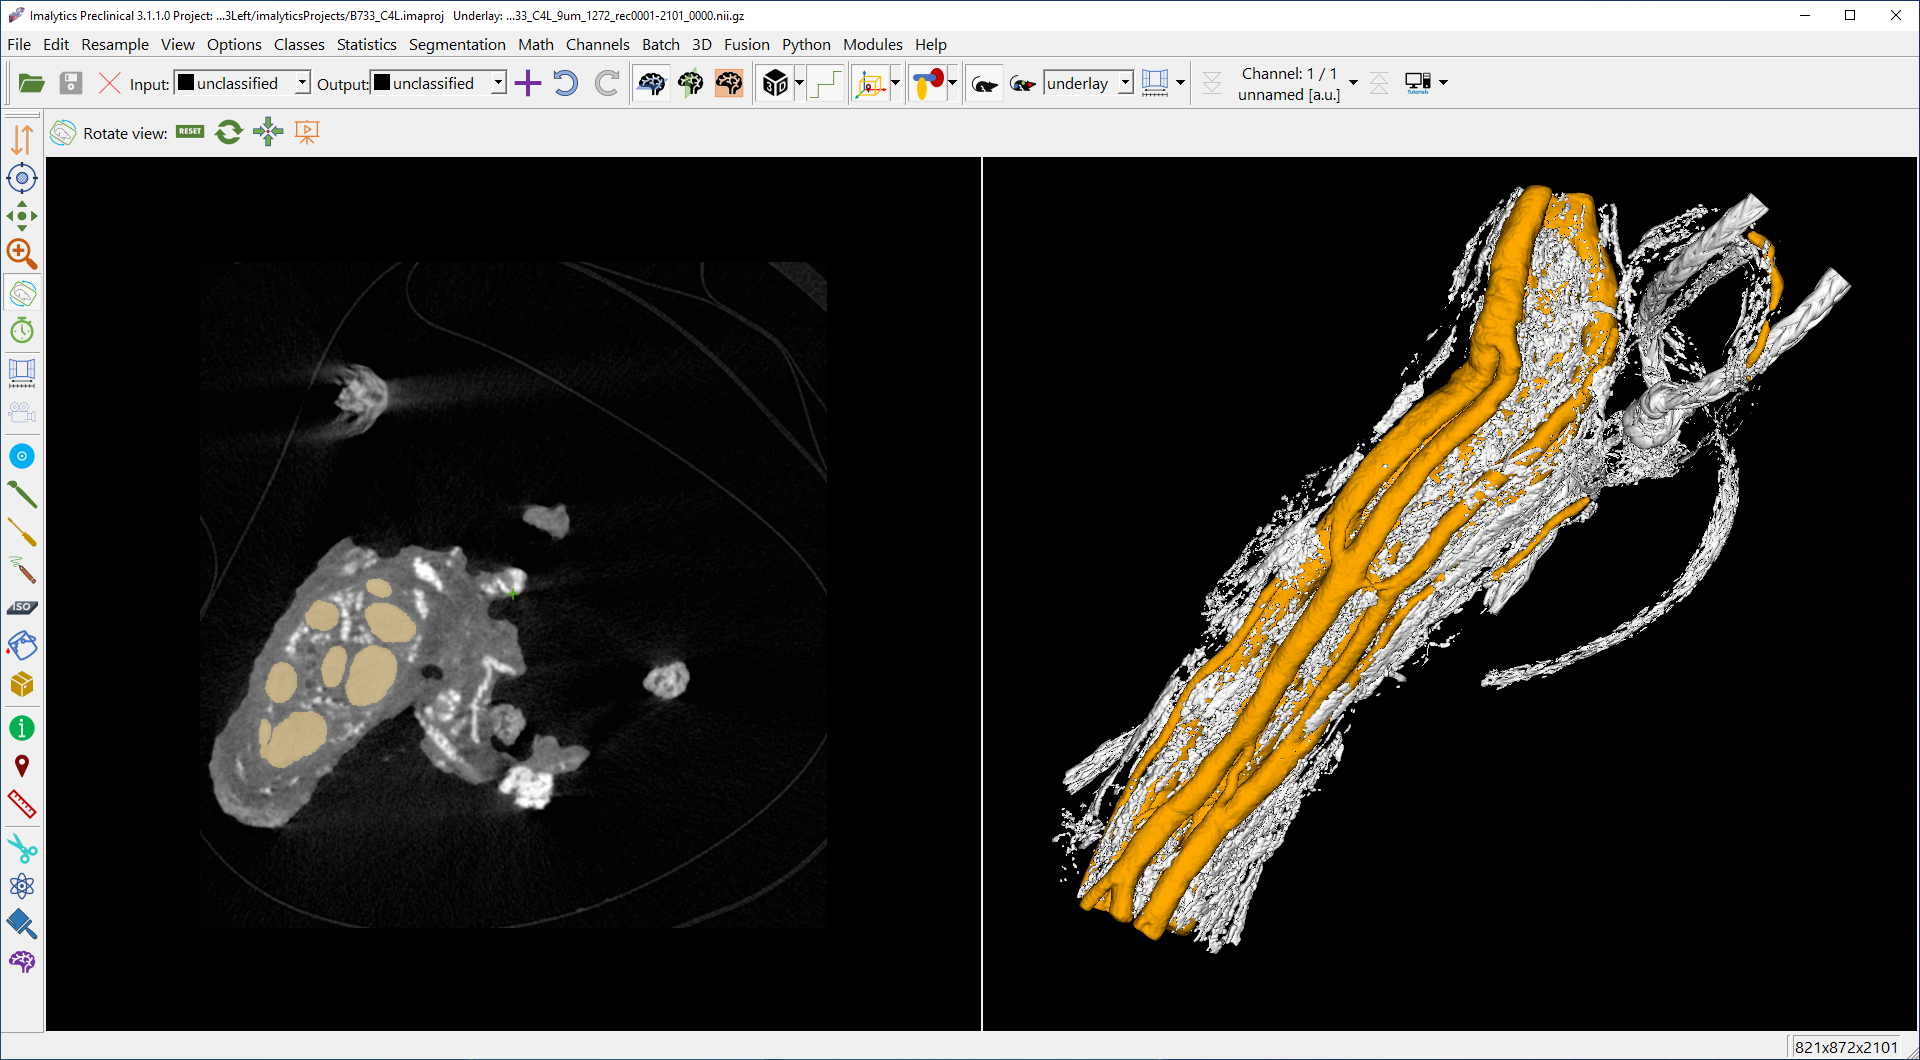 Imalytics Preclinical 3.1.1.0 Project: ...3Left/imalyticsProjects/B733_C4L.imaproj Underlay: ...33_C4L_9um_1272_rec0001-2101_0000.nii.gz
File Edit Resample View Options Classes Statistics Segmentation Math Channels Batch 3D Fusion Python Modules Help
Input: unclassified Output: unclassified underlay Channel: 1 / 1
unnamed [a.u.]
3D
Tutorials
Rotate view: RESET
ISO
821x872x2101